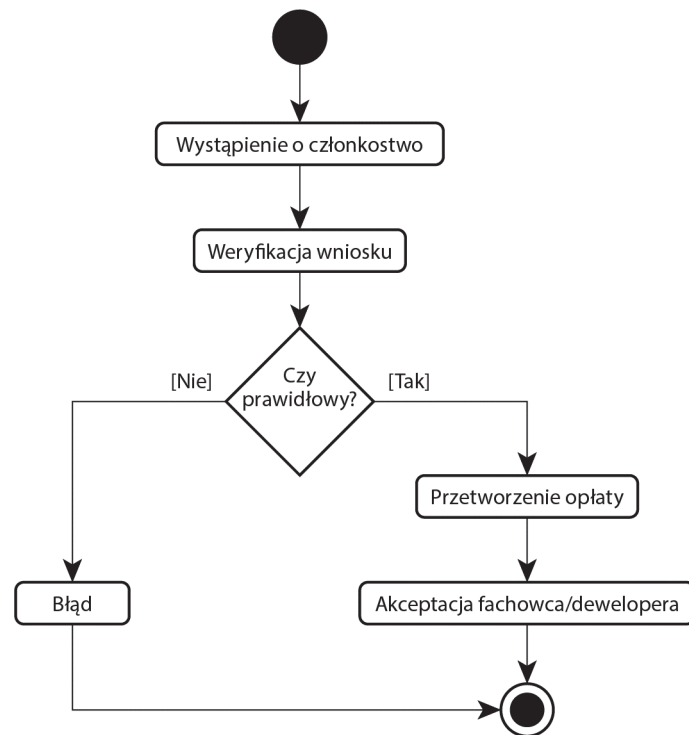 Wystąpienie o członkostwo
Weryfikacja wniosku
Czy
prawidłowy?
[Nie]
[Tak]
Przetworzenie opłaty
Błąd
Akceptacja fachowca/dewelopera